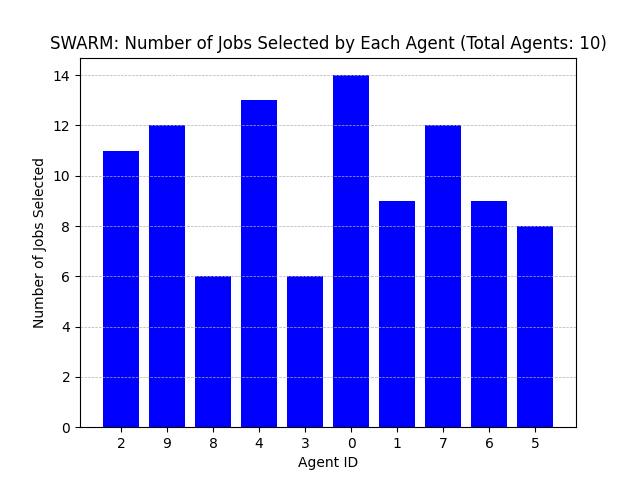 SWARM: Number of Jobs Selected by Each Agent (Total Agents: 10)
Number of Jobs Selected
14
12
10
8
6
4
2
0
2 9 8 4 3 0 1 7 6 5
Agent ID